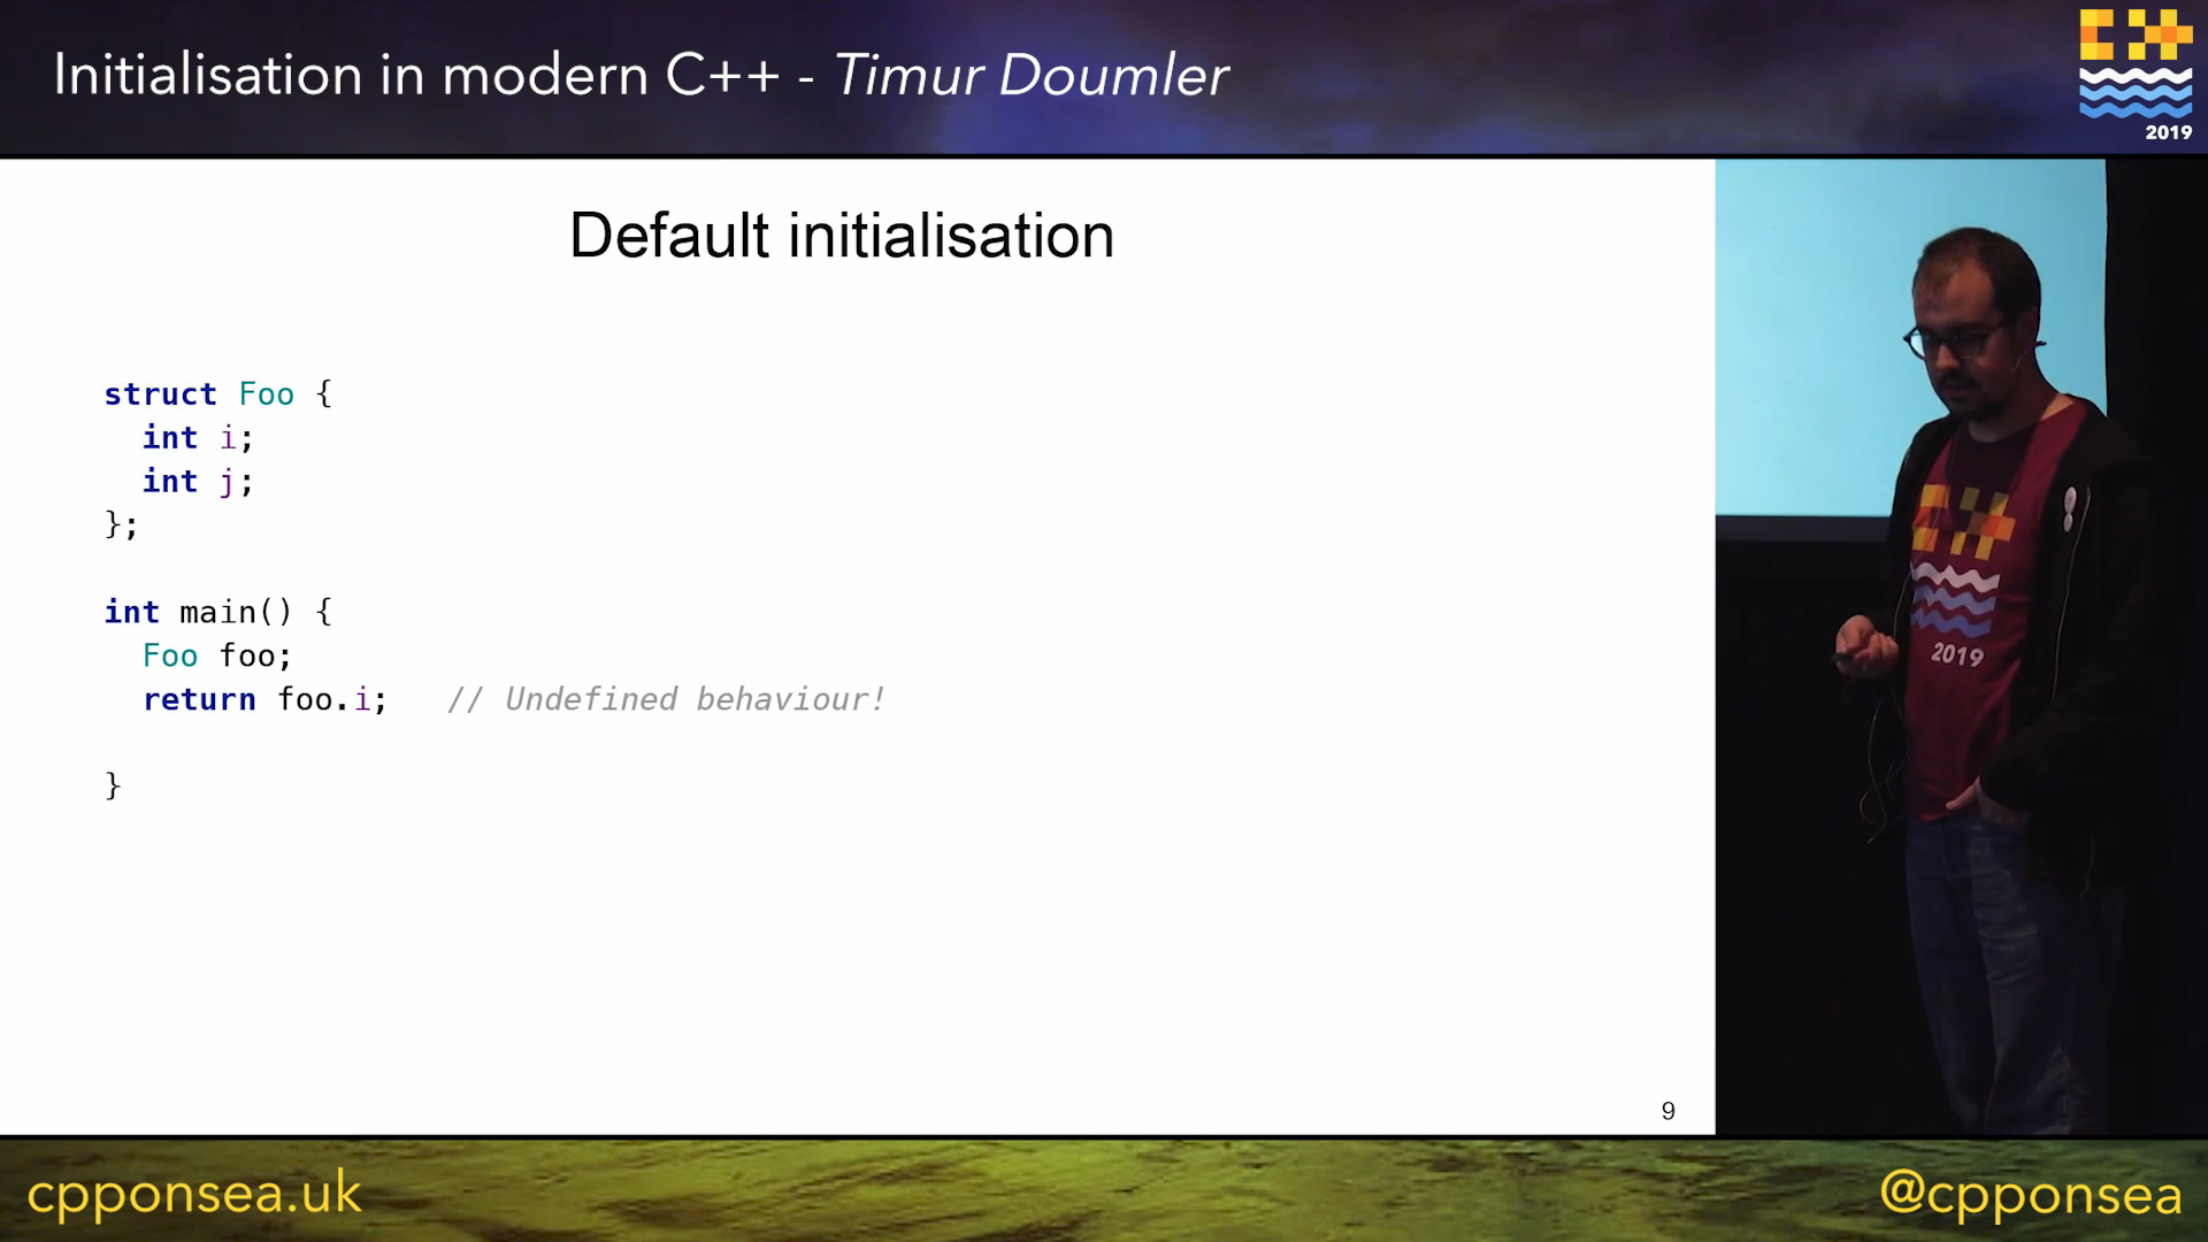 Initialisation in modern C++ - Timur Doumler
2019
Default initialisation
struct Foo {
  int i;
  int j;
};
int main() {
  Foo foo;
  return foo.i;   // Undefined behaviour!
}
2019
9
cpponsea.uk
@cpponsea